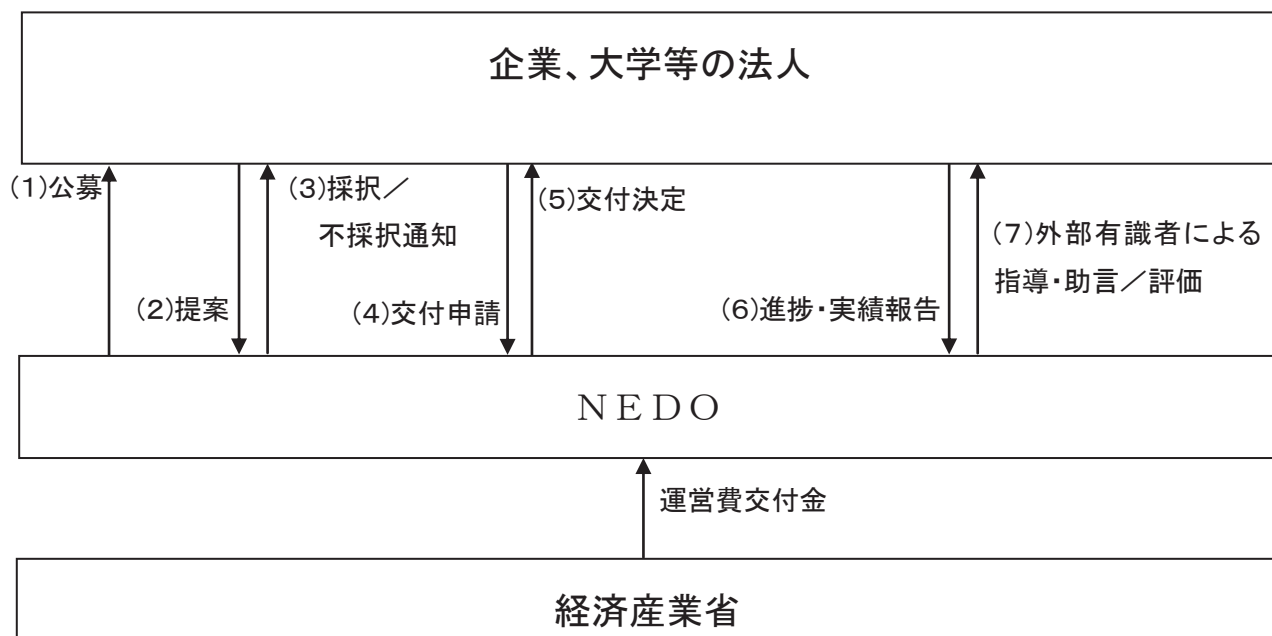 企業、大学等の法人
(1)公募
(2)提案
(3)採択／
不採択通知
(4)交付申請
(5)交付決定
(6)進捗・実績報告
(7)外部有識者による
指導・助言／評価
NEDO
運営費交付金
経済産業省